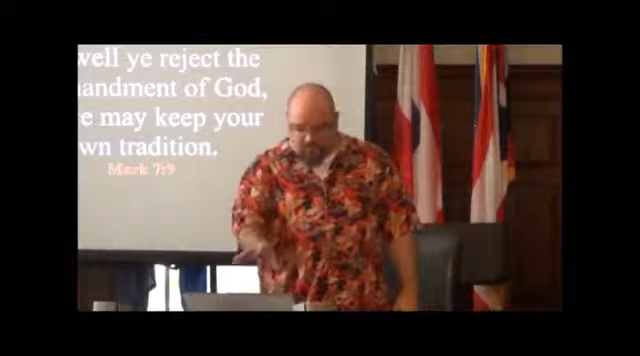 well ye reject the
andment of God,
e may keep your
wn tradition.
Mark 7:9